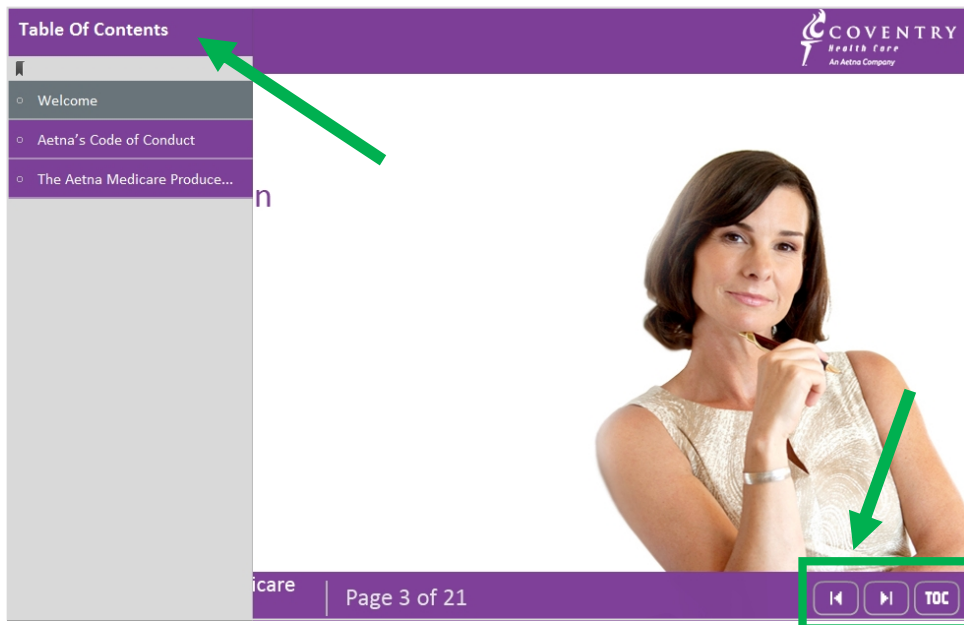 Table Of Contents
COVENTRY
Health Care
An Aetna Company
Welcome
Aetna's Code of Conduct
The Aetna Medicare Produce...
n
icare
Page 3 of 21
TOC